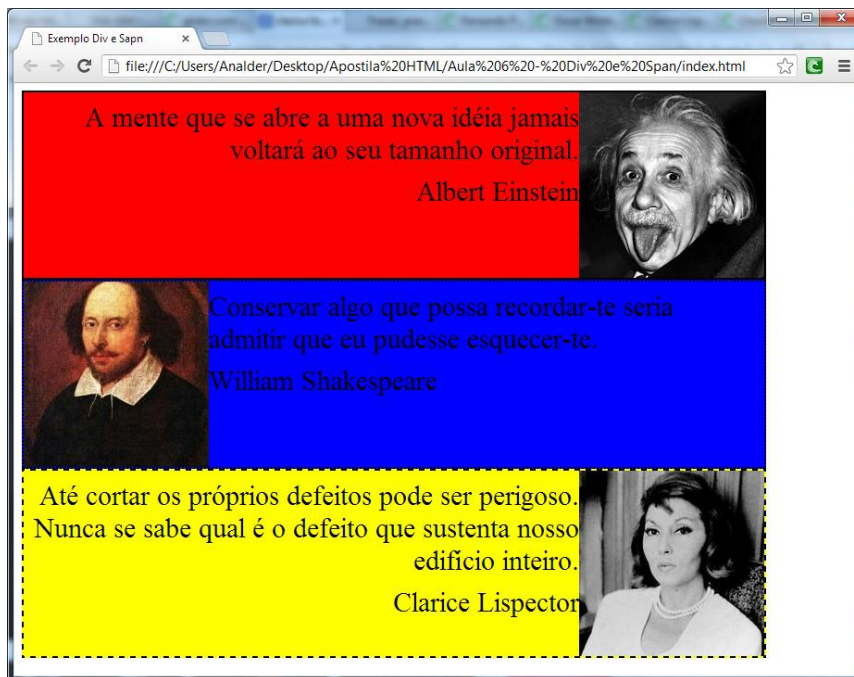 Exemplo Div e Sapn
file:///C:/Users/Analder/Desktop/Apostila%20HTML/Aula%206%20-%20Div%20e%20Span/index.html
A mente que se abre a uma nova idéia jamais
voltará ao seu tamanho original.
Albert Einstein
Conservar algo que possa recordar-te seria
admitir que eu pudesse esquecer-te.
William Shakespeare
Até cortar os próprios defeitos pode ser perigoso.
Nunca se sabe qual é o defeito que sustenta nosso
edifício inteiro.
Clarice Lispector